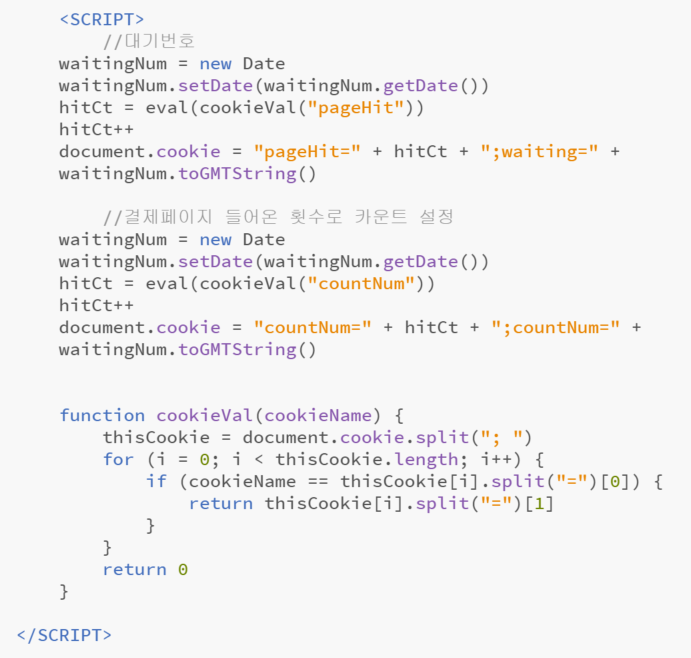 <SCRIPT>
//대기번호
waitingNum = new Date
waitingNum.setDate(waitingNum.getDate())
hitCt = eval(cookieVal("pageHit"))
hitCt++
document.cookie = "pageHit=" + hitCt + ";waiting=" +
waitingNum.toGMTString()
//결제페이지 들어온 횟수로 카운트 설정
waitingNum = new Date
waitingNum.setDate(waitingNum.getDate())
hitCt = eval(cookieVal("countNum"))
hitCt++
document.cookie = "countNum=" + hitCt + ";countNum=" +
waitingNum.toGMTString()
function cookieVal(cookieName) {
thisCookie = document.cookie.split("; ")
for (i = 0; i < thisCookie.length; i++) {
if (cookieName == thisCookie[i].split("=")[0]) {
return thisCookie[i].split("=")[1]
}
}
return 0
}
</SCRIPT>